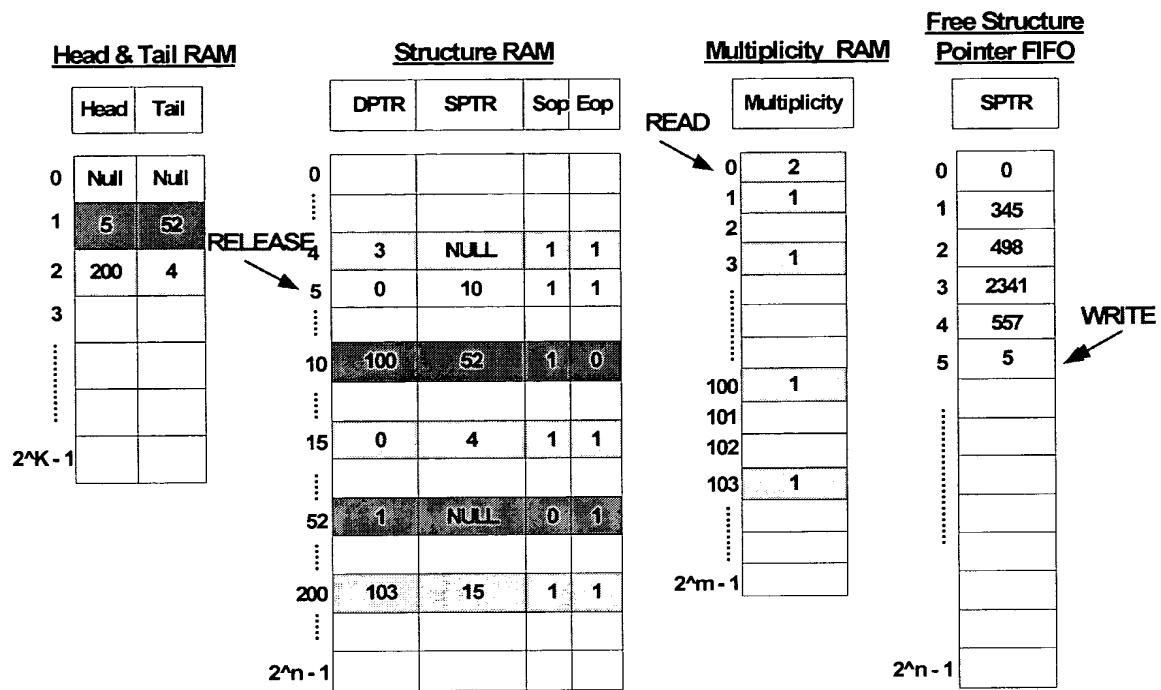 Head & Tail RAM
Head Tail
0 Null Null
1 5 52
2 200 4
3
2^K - 1
Structure RAM
DPTR SPTR Sop Eop
RELEASE
0
4 3 NULL 1 1
5 0 10 1 1
10 100 52 1 0
15 0 4 1 1
52 1 NULL 0 1
200 103 15 1 1
2^n - 1
Multiplicity RAM
Multiplicity
READ
0 2
1 1
2
3 1
100 1
101
102
103 1
2^m - 1
Free Structure
Pointer FIFO
SPTR
0 0
1 345
2 498
3 2341
4 557
5 5
WRITE
2^n - 1